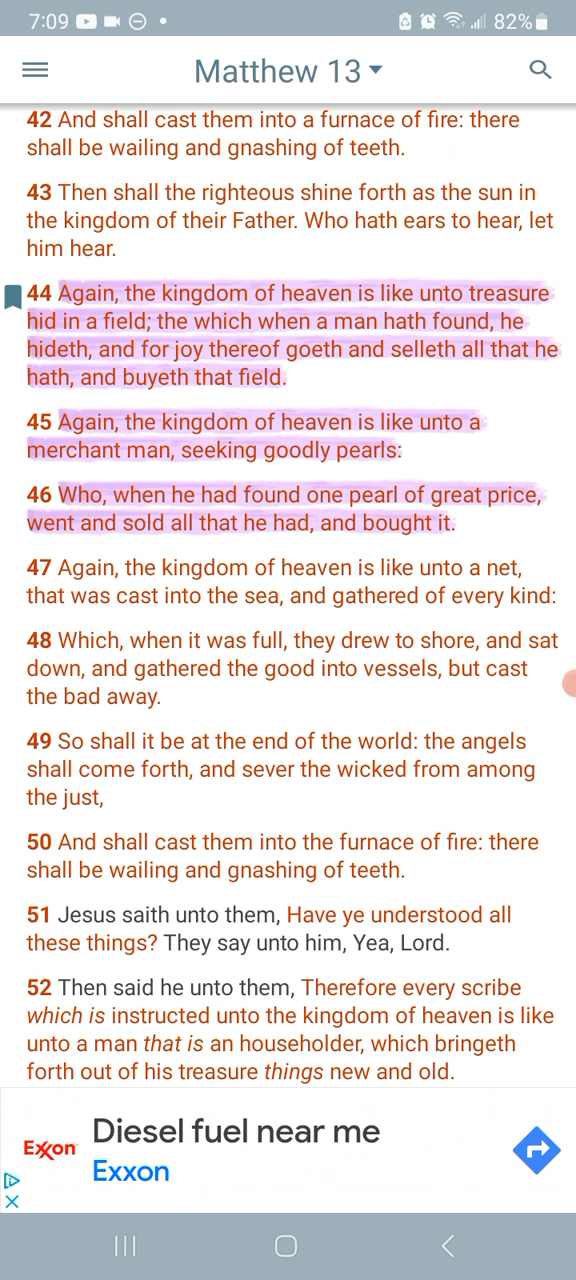 7:09 82%
Matthew 13
42 And shall cast them into a furnace of fire: there
shall be wailing and gnashing of teeth.
43 Then shall the righteous shine forth as the sun in
the kingdom of their Father. Who hath ears to hear, let
him hear.
44 Again, the kingdom of heaven is like unto treasure
hid in a field; the which when a man hath found, he
hideth, and for joy thereof goeth and selleth all that he
hath, and buyeth that field.
45 Again, the kingdom of heaven is like unto a
merchant man, seeking goodly pearls:
46 Who, when he had found one pearl of great price,
went and sold all that he had, and bought it.
47 Again, the kingdom of heaven is like unto a net,
that was cast into the sea, and gathered of every kind:
48 Which, when it was full, they drew to shore, and sat
down, and gathered the good into vessels, but cast
the bad away.
49 So shall it be at the end of the world: the angels
shall come forth, and sever the wicked from among
the just,
50 And shall cast them into the furnace of fire: there
shall be wailing and gnashing of teeth.
51 Jesus saith unto them, Have ye understood all
these things? They say unto him, Yea, Lord.
52 Then said he unto them, Therefore every scribe
which is instructed unto the kingdom of heaven is like
unto a man that is an householder, which bringeth
forth out of his treasure things new and old.
Exxon
Diesel fuel near me
Exxon